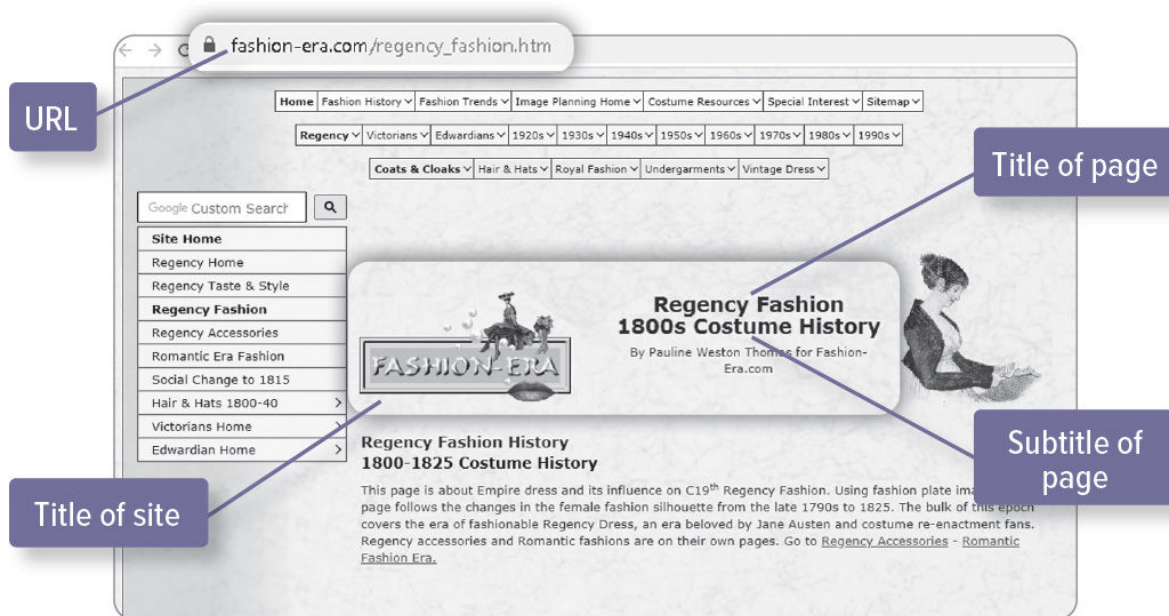 fashion-era.com/regency_fashion.htm
URL
Home Fashion History Fashion Trends Image Planning Home Costume Resources Special Interest Sitemap
Regency Victorians Edwardians 1920s 1930s 1940s 1950s 1960s 1970s 1980s 1990s
Coats & Cloaks Hair & Hats Royal Fashion Undergarments Vintage Dress
Title of page
Google Custom Search
Site Home
Regency Home
Regency Taste & Style
Regency Fashion
Regency Accessories
Romantic Era Fashion
Social Change to 1815
Hair & Hats 1800-40
Victorians Home
Edwardian Home
FASHION-ERA
Regency Fashion
1800s Costume History
By Pauline Weston Thomas for Fashion-
Era.com
Subtitle of
page
Title of site
Regency Fashion History
1800-1825 Costume History
This page is about Empire dress and its influence on C19th Regency Fashion. Using fashion plate
page follows the changes in the female fashion silhouette from the late 1790s to 1825. The bulk of this epoch
covers the era of fashionable Regency Dress, an era beloved by Jane Austen and costume re-enactment fans.
Regency accessories and Romantic fashions are on their own pages. Go to Regency Accessories - Romantic
Fashion Era.